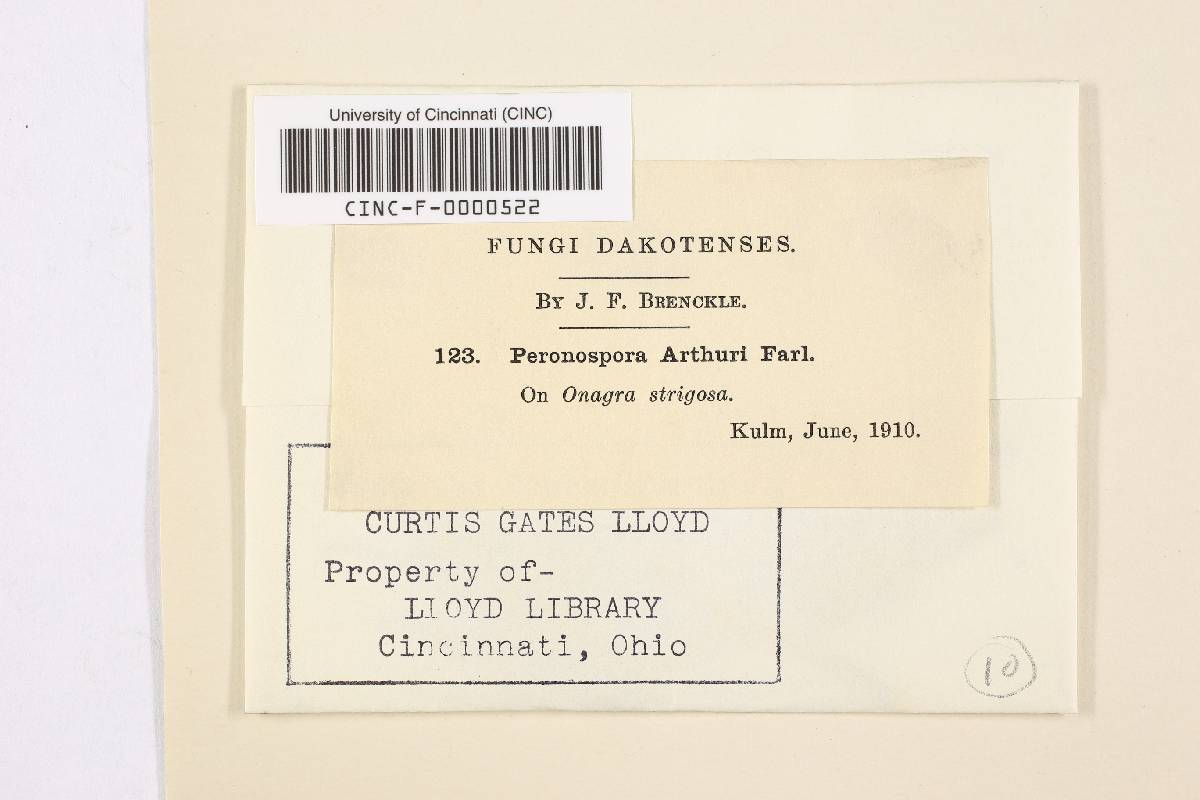 University of Cincinnati (CINC)
CINC-F-0000522
FUNGI DAKOTENSES.
BY J. F. BRENCKLE.
123. Peronospora Arthuri Farl.
On Onagra strigosa.
Kulm, June, 1910.
CURTIS GATES LLOYD
Property of-
LLOYD LIBRARY
Cincinnati, Ohio
10